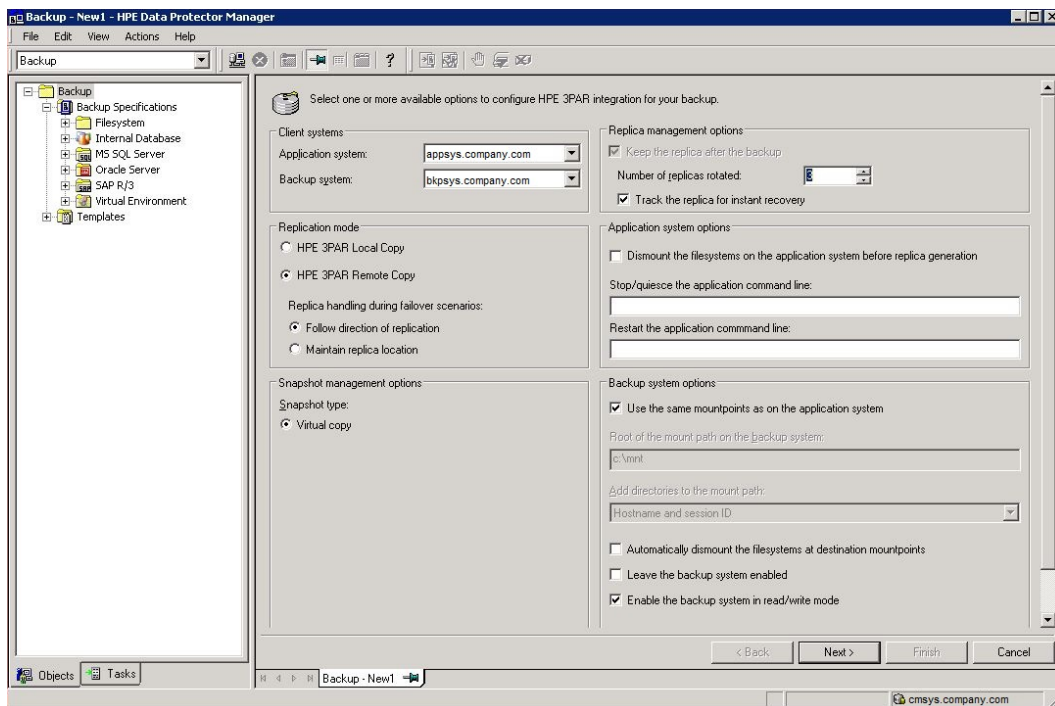 Backup - New1 - HPE Data Protector Manager
File Edit View Actions Help
Backup
Backup
Backup Specifications
Filesystem
Internal Database
MS SQL Server
Oracle Server
SAP R/3
Virtual Environment
Templates
Select one or more available options to configure HPE 3PAR integration for your backup.
Client systems
Application system: appsys.company.com
Backup system: bkpsys.company.com
Replica management options
Keep the replica after the backup
Number of replicas rotated: 3
Track the replica for instant recovery
Replication mode
HPE 3PAR Local Copy
HPE 3PAR Remote Copy
Replica handling during failover scenarios:
Follow direction of replication
Maintain replica location
Application system options
Dismount the filesystems on the application system before replica generation
Stop/quiesce the application command line:
Restart the application commmand line:
Snapshot management options
Snapshot type:
Virtual copy
Backup system options
Use the same mountpoints as on the application system
Root of the mount path on the backup system:
c:\mnt
Add directories to the mount path:
Hostname and session ID
Automatically dismount the filesystems at destination mountpoints
Leave the backup system enabled
Enable the backup system in read/write mode
< Back Next > Finish Cancel
Objects Tasks
Backup - New1
cmsys.company.com